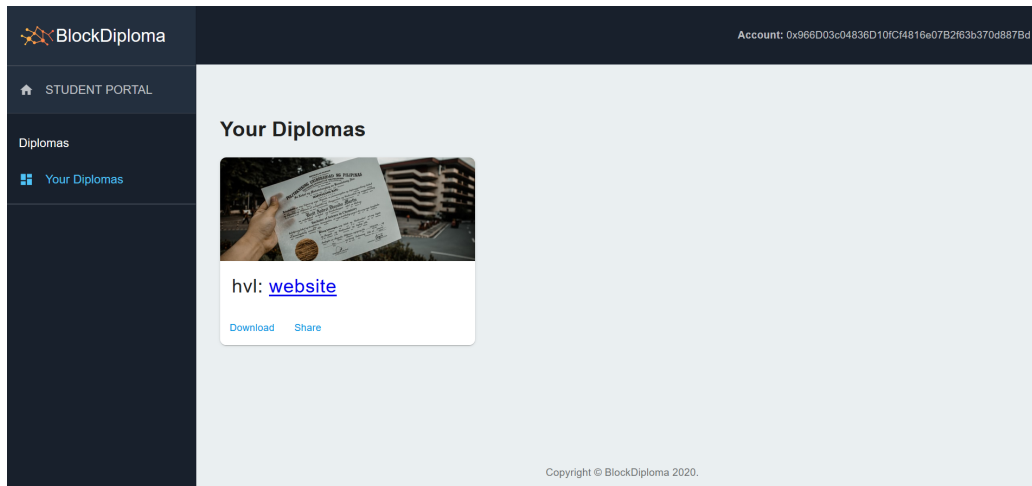 BlockDiploma
Account: 0x966D03c04836D10fCf4816e07B2f63b370d887Bd
STUDENT PORTAL
Diplomas
Your Diplomas
Your Diplomas
hvl: website
Download Share
Copyright © BlockDiploma 2020.